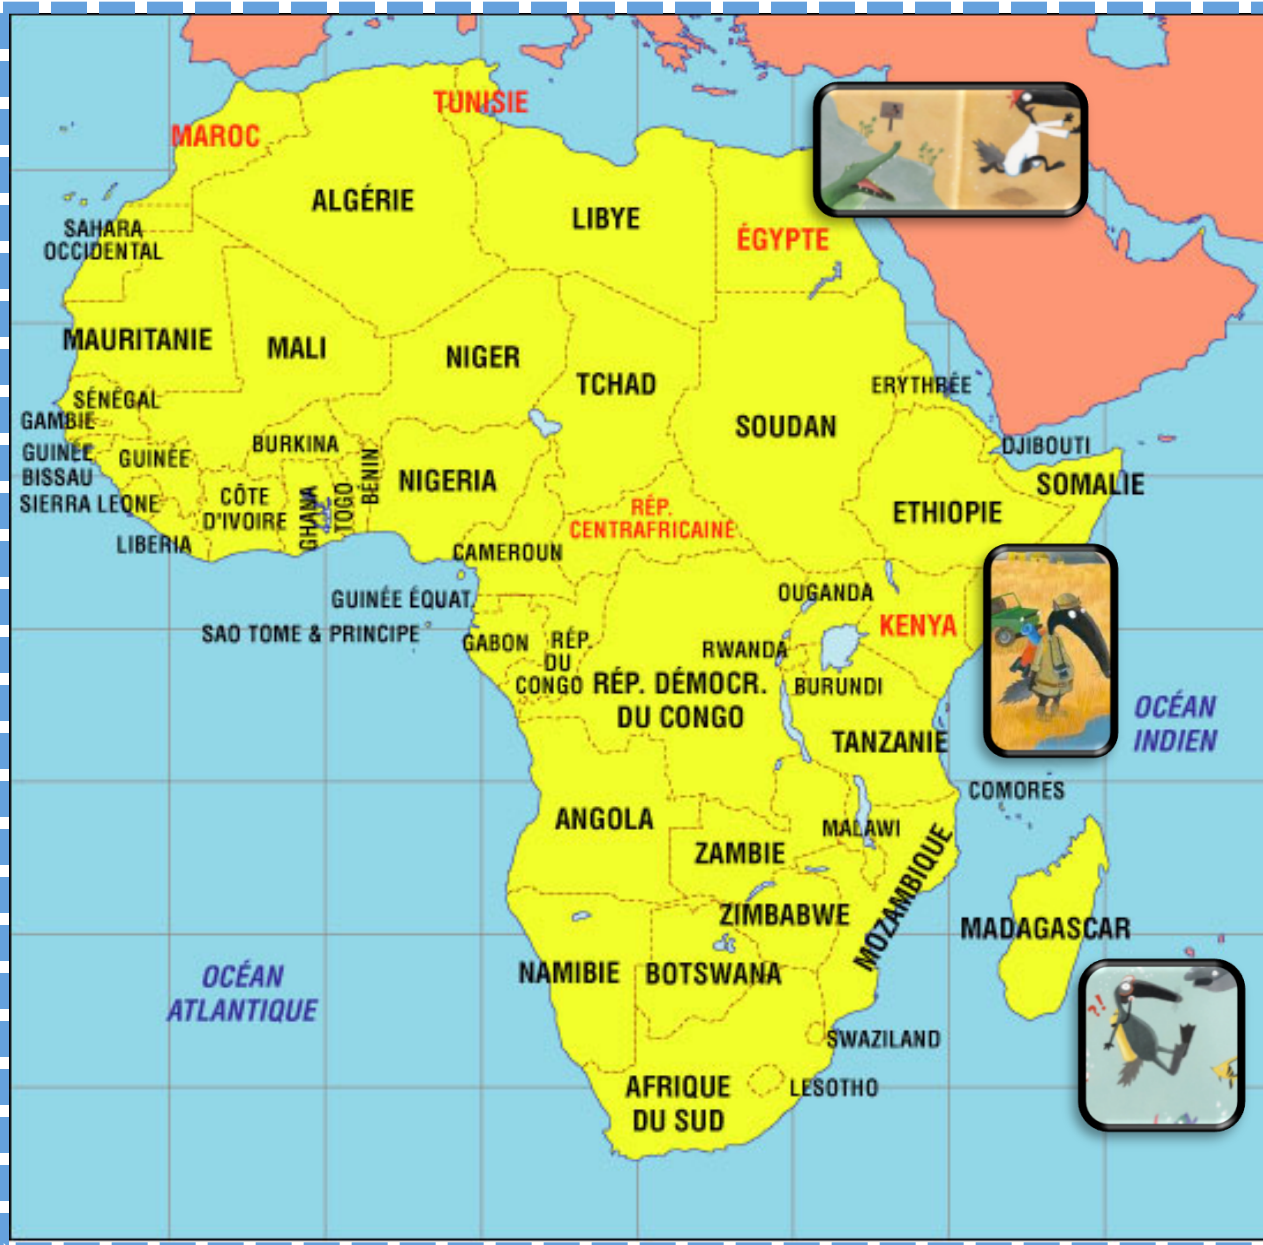 TUNISIE
MAROC
ALGÉRIE
LIBYE
ÉGYPTE
SAHARA
OCCIDENTAL
MAURITANIE
MALI
NIGER
TCHAD
SOUDAN
ERYTHRÉE
SÉNÉGAL
GAMBIE
GUINÉE
BISSAU
GUINÉE
BURKINA
SIERRA LEONE
LIBERIA
CÔTE
D'IVOIRE
GHANA
TOGO
BÉNIN
NIGERIA
DJIBOUTI
SOMALIE
ETHIOPIE
RÉP.
CENTRAFRICAINE
CAMEROUN
GUINÉE ÉQUAT.
SAO TOME & PRINCIPE
GABON
RÉP.
DU
CONGO
RÉP. DÉMOCR.
DU CONGO
OUGANDA
KENYA
RWANDA
BURUNDI
TANZANIE
OCÉAN
INDIEN
COMORES
ANGOLA
ZAMBIE
MALAWI
MOZAMBIQUE
ZIMBABWE
MADAGASCAR
NAMIBIE
BOTSWANA
OCÉAN
ATLANTIQUE
SWAZILAND
AFRIQUE
DU SUD
LESOTHO
?!